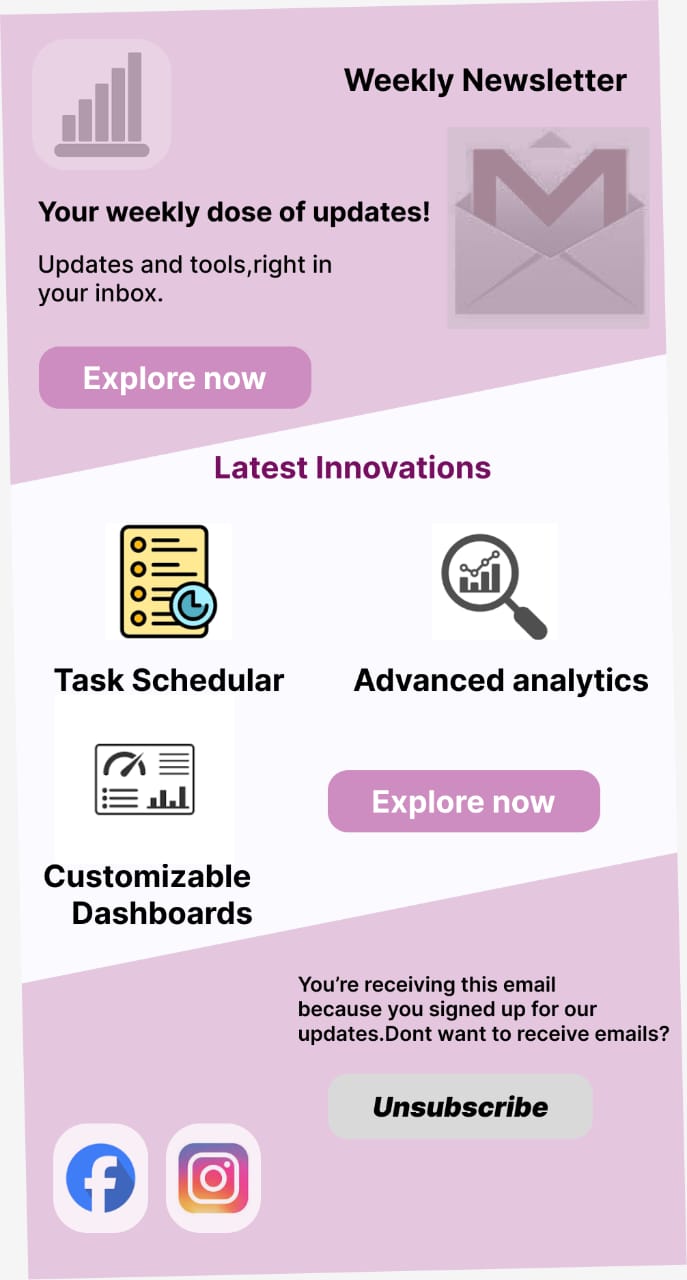 Weekly Newsletter
Your weekly dose of updates!
Updates and tools,right in
your inbox.
Explore now
Latest Innovations
Task Schedular
Advanced analytics
Explore now
Customizable
Dashboards
You’re receiving this email
because you signed up for our
updates.Dont want to receive emails?
Unsubscribe